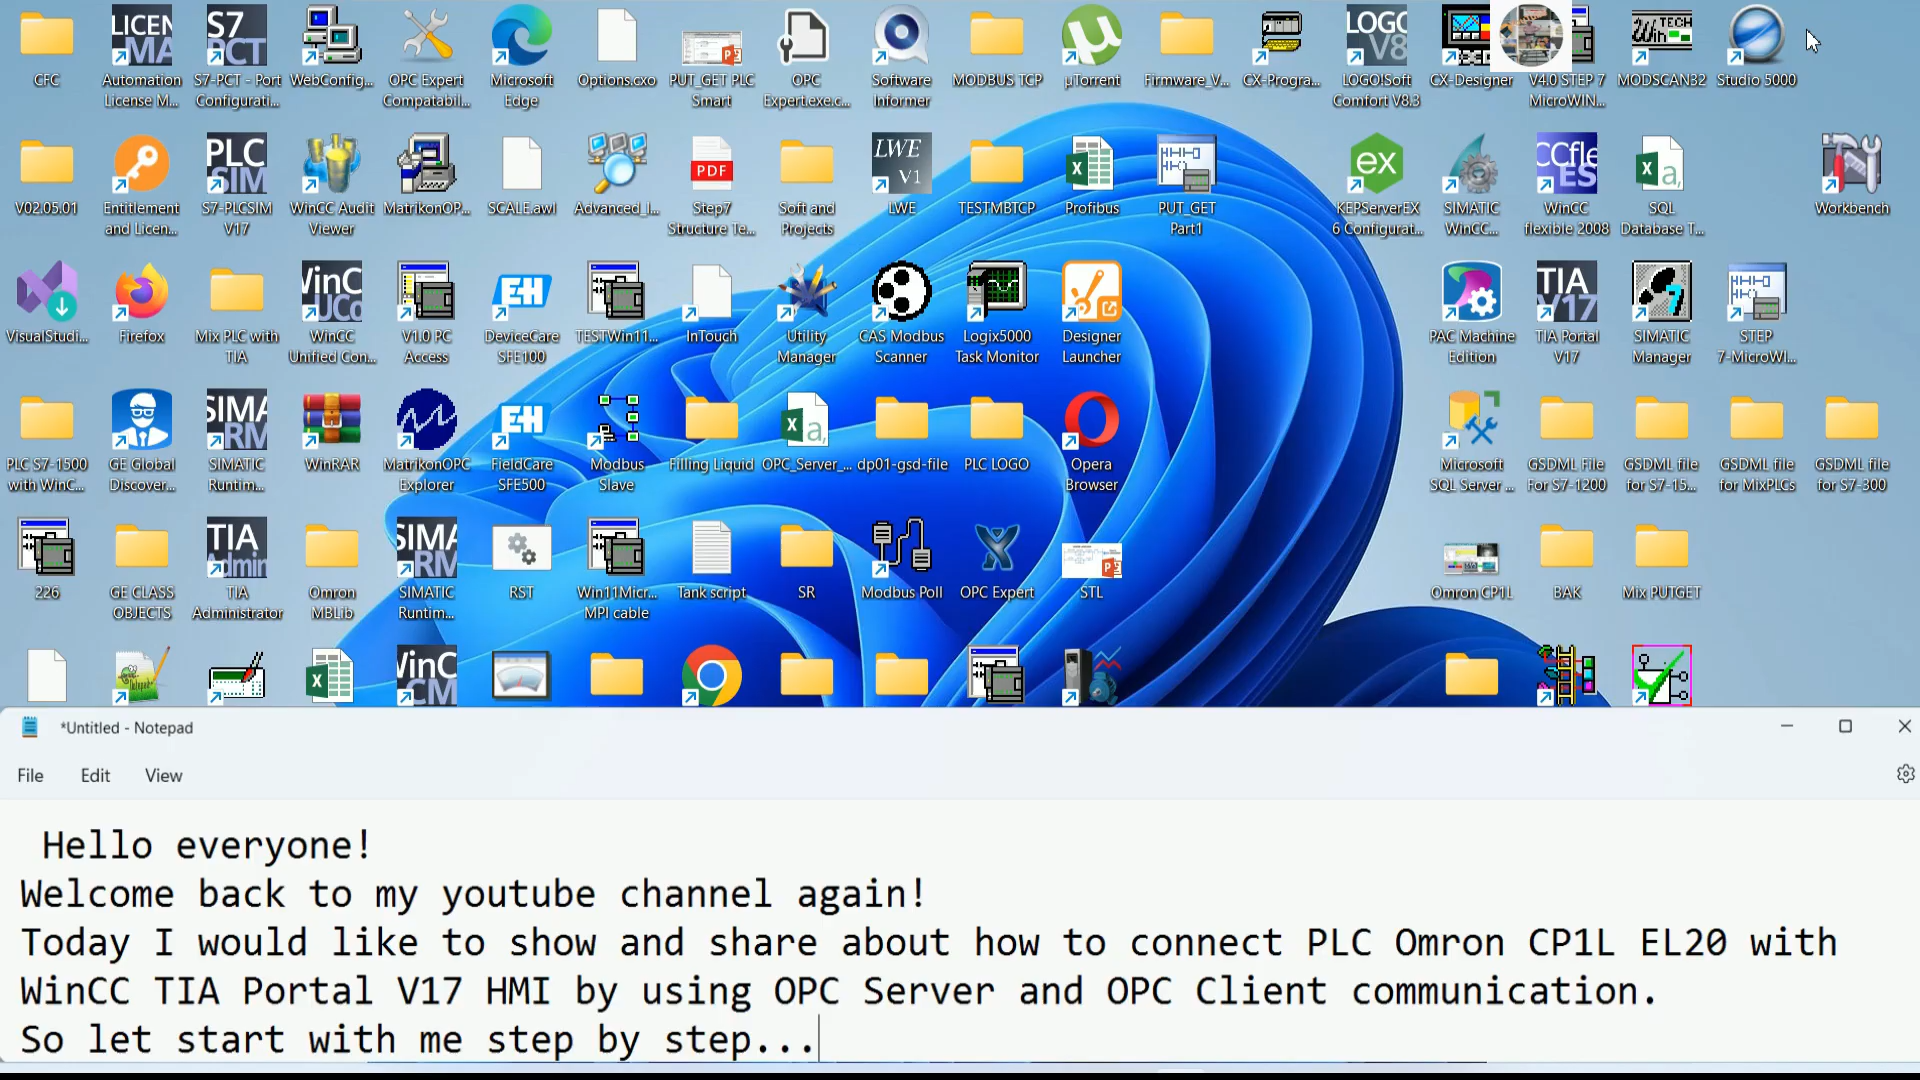 CFC
Automation License M...
S7-PCT - Port Configurati...
WebConfig...
OPC Expert Compatabil...
Microsoft Edge
Options.cxo
PUT_GET PLC Smart
OPC Expert.exe.c...
Software Informer
MODBUS TCP
µTorrent
Firmware_V...
CX-Progra...
LOGO!Soft Comfort V8.3
CX-Designer
V4.0 STEP 7 MicroWIN...
MODSCAN32
Studio 5000
V02.05.01
Entitlement and Licen...
S7-PLCSIM V17
WinCC Audit Viewer
MatrikonOP...
SCALE.awl
Advanced_I...
Step7 Structure Te...
Soft and Projects
LWE
TESTMBTCP
Profibus
PUT_GET Part1
KEPServerEX 6 Configurat...
SIMATIC WinCC...
WinCC flexible 2008
SQL Database T...
Workbench
VisualStudi...
Firefox
Mix PLC with TIA
WinCC Unified Con...
V1.0 PC Access
DeviceCare SFE100
TESTWin11...
InTouch
Utility Manager
CAS Modbus Scanner
Logix5000 Task Monitor
Designer Launcher
PAC Machine Edition
TIA Portal V17
SIMATIC Manager
STEP 7-MicroWI...
PLC S7-1500 with WinC...
GE Global Discover...
SIMATIC Runtim...
WinRAR
MatrikonOPC Explorer
FieldCare SFE500
Modbus Slave
Filling Liquid
OPC_Server_...
dp01-gsd-file
PLC LOGO
Opera Browser
Microsoft SQL Server ...
GSDML File For S7-1200
GSDML file for S7-15...
GSDML file for MixPLCs
GSDML file for S7-300
226
GE CLASS OBJECTS
TIA Administrator
Omron MBLib
SIMATIC Runtim...
RST
Win11Micr... MPI cable
Tank script
SR
Modbus Poll
OPC Expert
STL
Omron CP1L
BAK
Mix PUTGET
*Untitled - Notepad
File Edit View
Hello everyone!
Welcome back to my youtube channel again!
Today I would like to show and share about how to connect PLC Omron CP1L EL20 with
WinCC TIA Portal V17 HMI by using OPC Server and OPC Client communication.
So let start with me step by step...